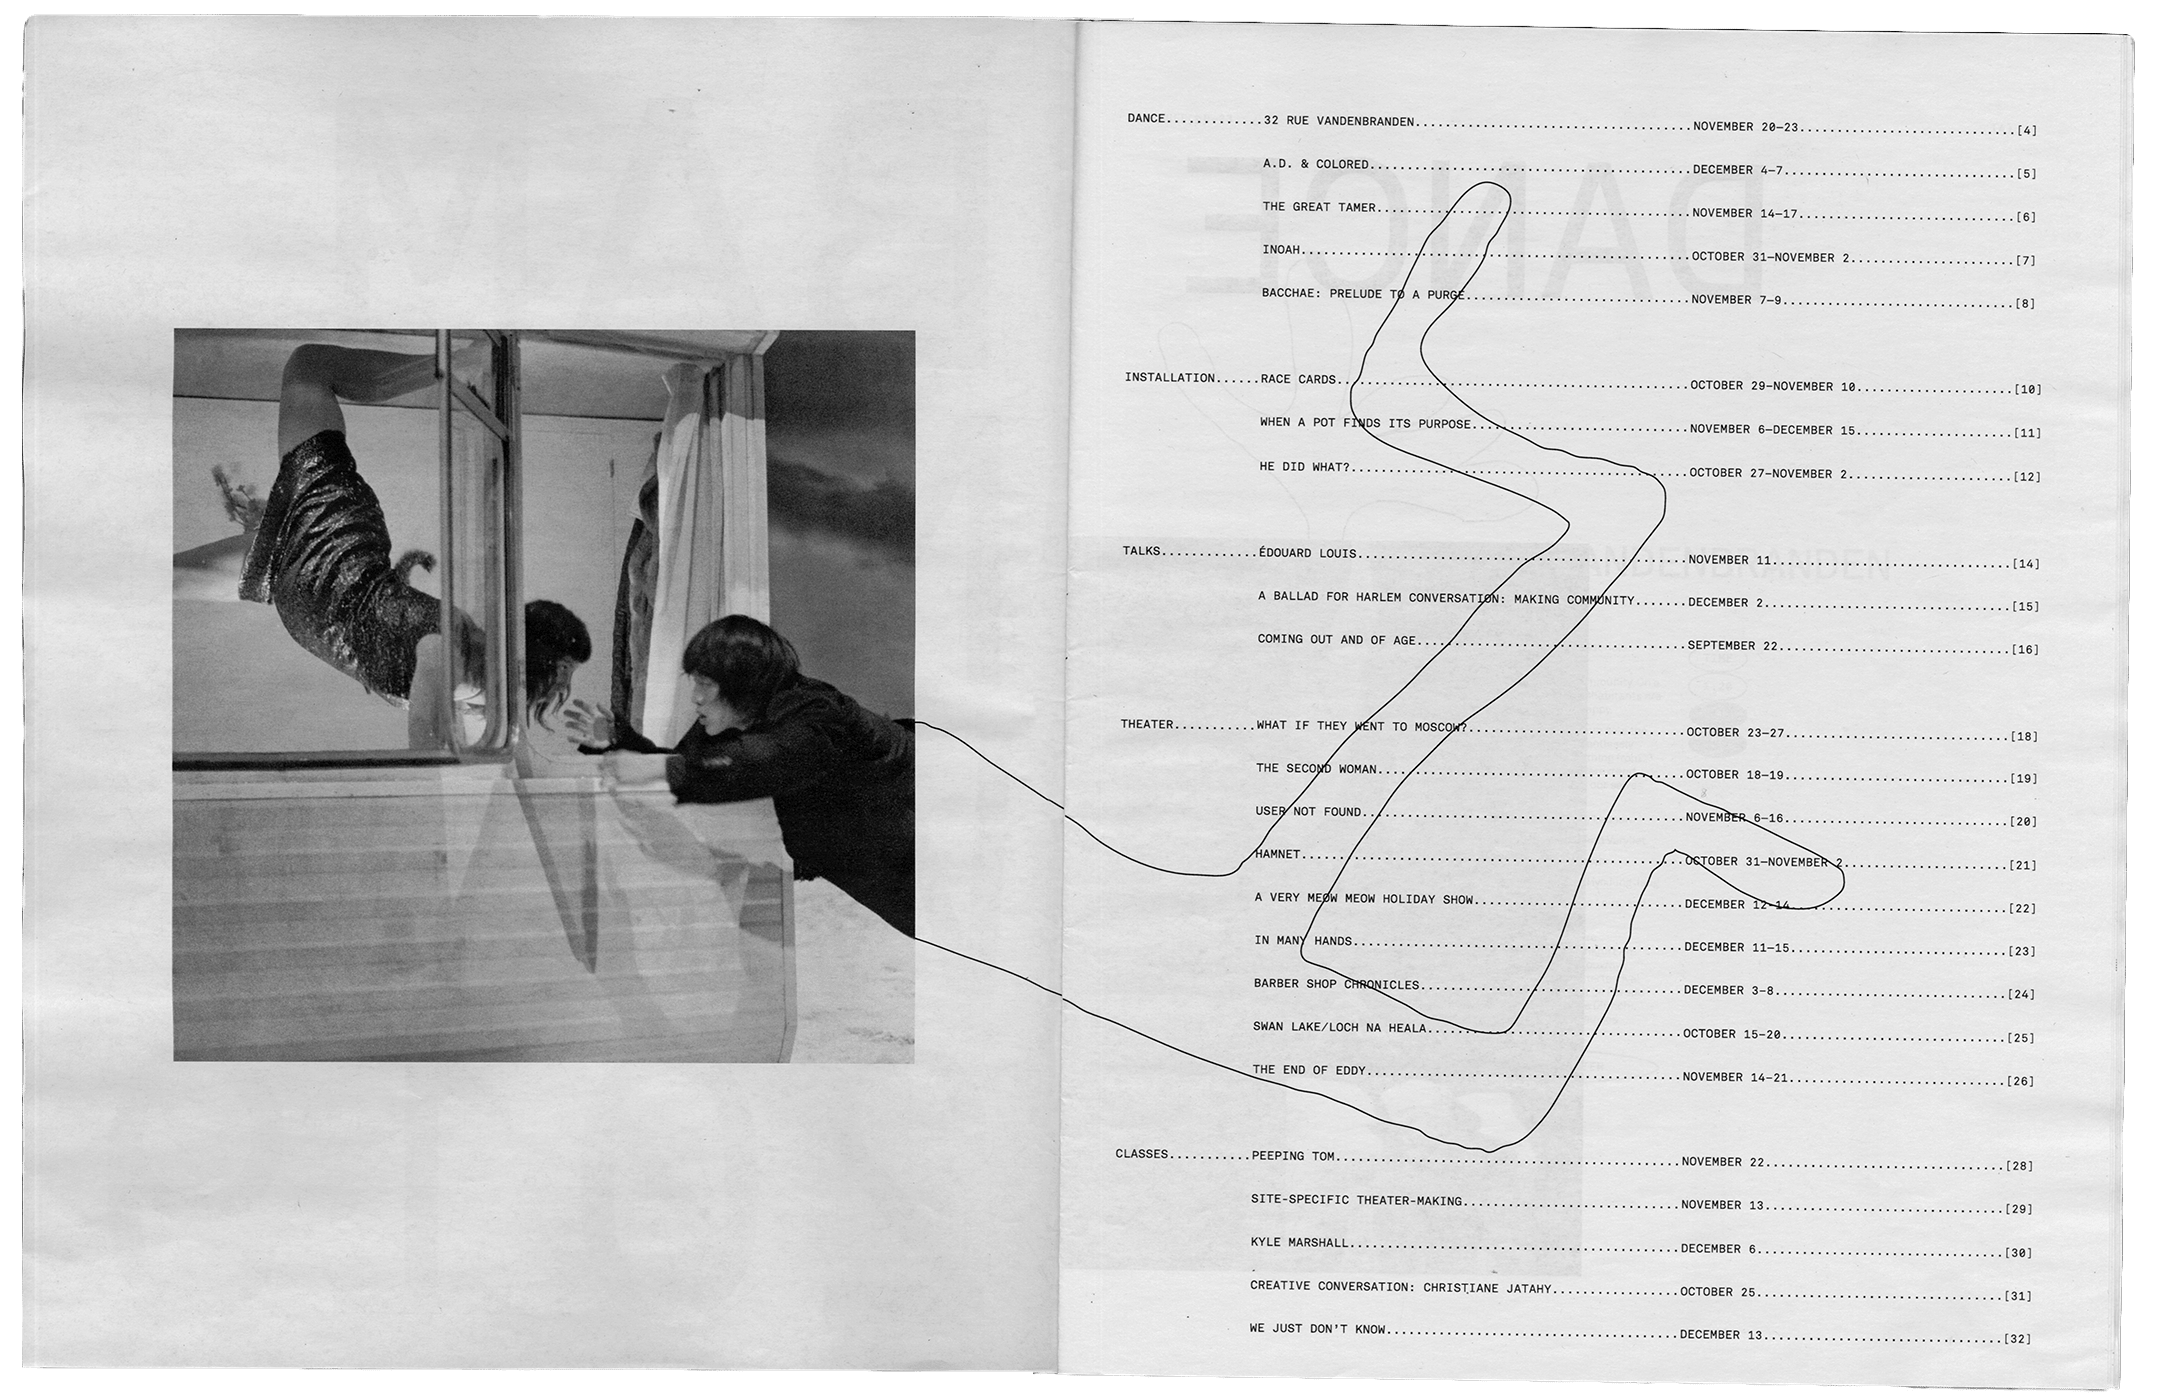 DANCE.............32 RUE VANDENBRANDEN.....................................NOVEMBER 20–23.............................[4]
A.D. & COLORED...........................................DECEMBER 4–7...............................[5]
THE GREAT TAMER..........................................NOVEMBER 14–17.............................[6]
INOAH....................................................OCTOBER 31–NOVEMBER 2......................[7]
BACCHAE: PRELUDE TO A PURGE..............................NOVEMBER 7–9...............................[8]
INSTALLATION......RACE CARDS...............................................OCTOBER 29–NOVEMBER 10.....................[10]
WHEN A POT FINDS ITS PURPOSE.............................NOVEMBER 6–DECEMBER 15.....................[11]
HE DID WHAT?.............................................OCTOBER 27–NOVEMBER 2......................[12]
TALKS.............ÉDOUARD LOUIS............................................NOVEMBER 11................................[14]
A BALLAD FOR HARLEM CONVERSATION: MAKING COMMUNITY.......DECEMBER 2.................................[15]
COMING OUT AND OF AGE....................................SEPTEMBER 22...............................[16]
THEATER...........WHAT IF THEY WENT TO MOSCOW?.............................OCTOBER 23–27..............................[18]
THE SECOND WOMAN.........................................OCTOBER 18–19..............................[19]
USER NOT FOUND...........................................NOVEMBER 6–16..............................[20]
HAMNET...................................................OCTOBER 31–NOVEMBER 2......................[21]
A VERY MEOW MEOW HOLIDAY SHOW............................DECEMBER 12-14.............................[22]
IN MANY HANDS............................................DECEMBER 11–15.............................[23]
BARBER SHOP CHRONICLES...................................DECEMBER 3–8...............................[24]
SWAN LAKE/LOCH NA HEALA..................................OCTOBER 15–20..............................[25]
THE END OF EDDY..........................................NOVEMBER 14–21.............................[26]
CLASSES...........PEEPING TOM..............................................NOVEMBER 22................................[28]
SITE-SPECIFIC THEATER-MAKING.............................NOVEMBER 13................................[29]
KYLE MARSHALL............................................DECEMBER 6.................................[30]
CREATIVE CONVERSATION: CHRISTIANE JATAHY.................OCTOBER 25.................................[31]
WE JUST DON'T KNOW.......................................DECEMBER 13................................[32]